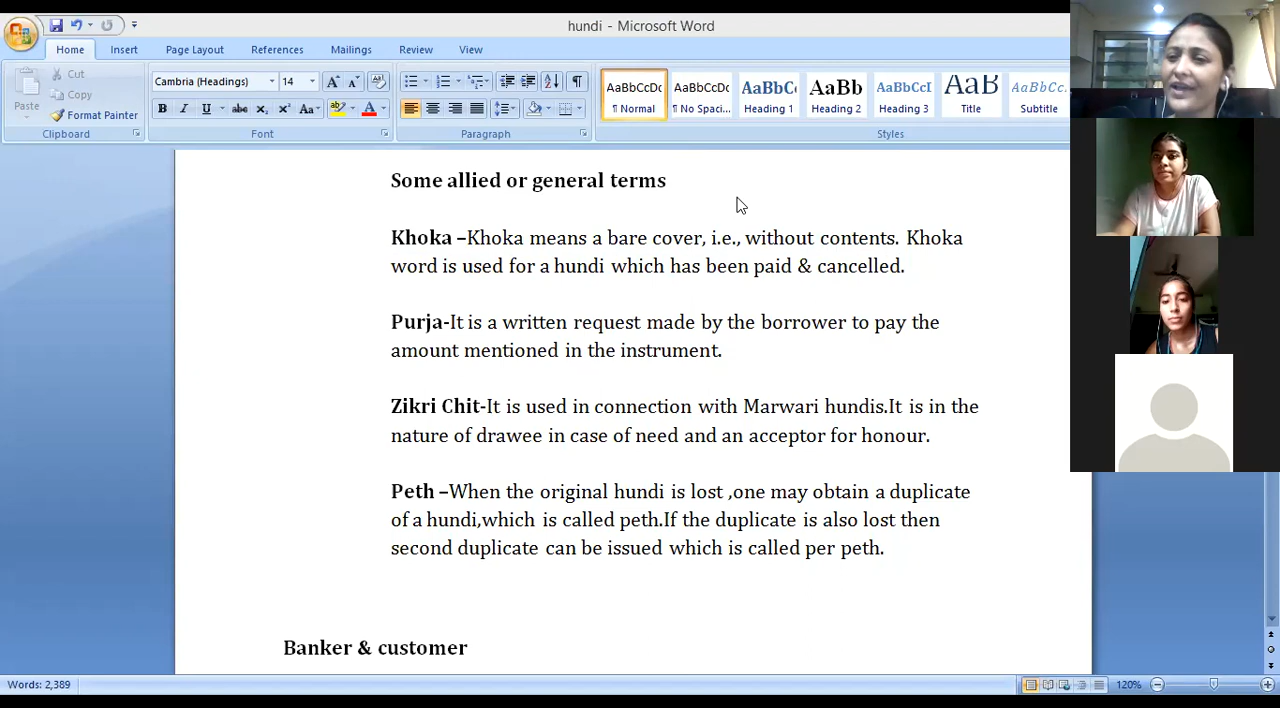 hundi - Microsoft Word
Home Insert Page Layout References Mailings Review View
Cut
Copy
Paste
Format Painter
Cambria (Headings) 14
AaBbCcDc AaBbCcDc AaBbC AaBb AaBbCcI AaB AaBbCc.
¶ Normal ¶ No Spaci... Heading 1 Heading 2 Heading 3 Title Subtitle
Clipboard Font Paragraph Styles
Some allied or general terms
Khoka –Khoka means a bare cover, i.e., without contents. Khoka
word is used for a hundi which has been paid & cancelled.
Purja-It is a written request made by the borrower to pay the
amount mentioned in the instrument.
Zikri Chit-It is used in connection with Marwari hundis.It is in the
nature of drawee in case of need and an acceptor for honour.
Peth –When the original hundi is lost ,one may obtain a duplicate
of a hundi,which is called peth.If the duplicate is also lost then
second duplicate can be issued which is called per peth.
Banker & customer
Words: 2,389 120%